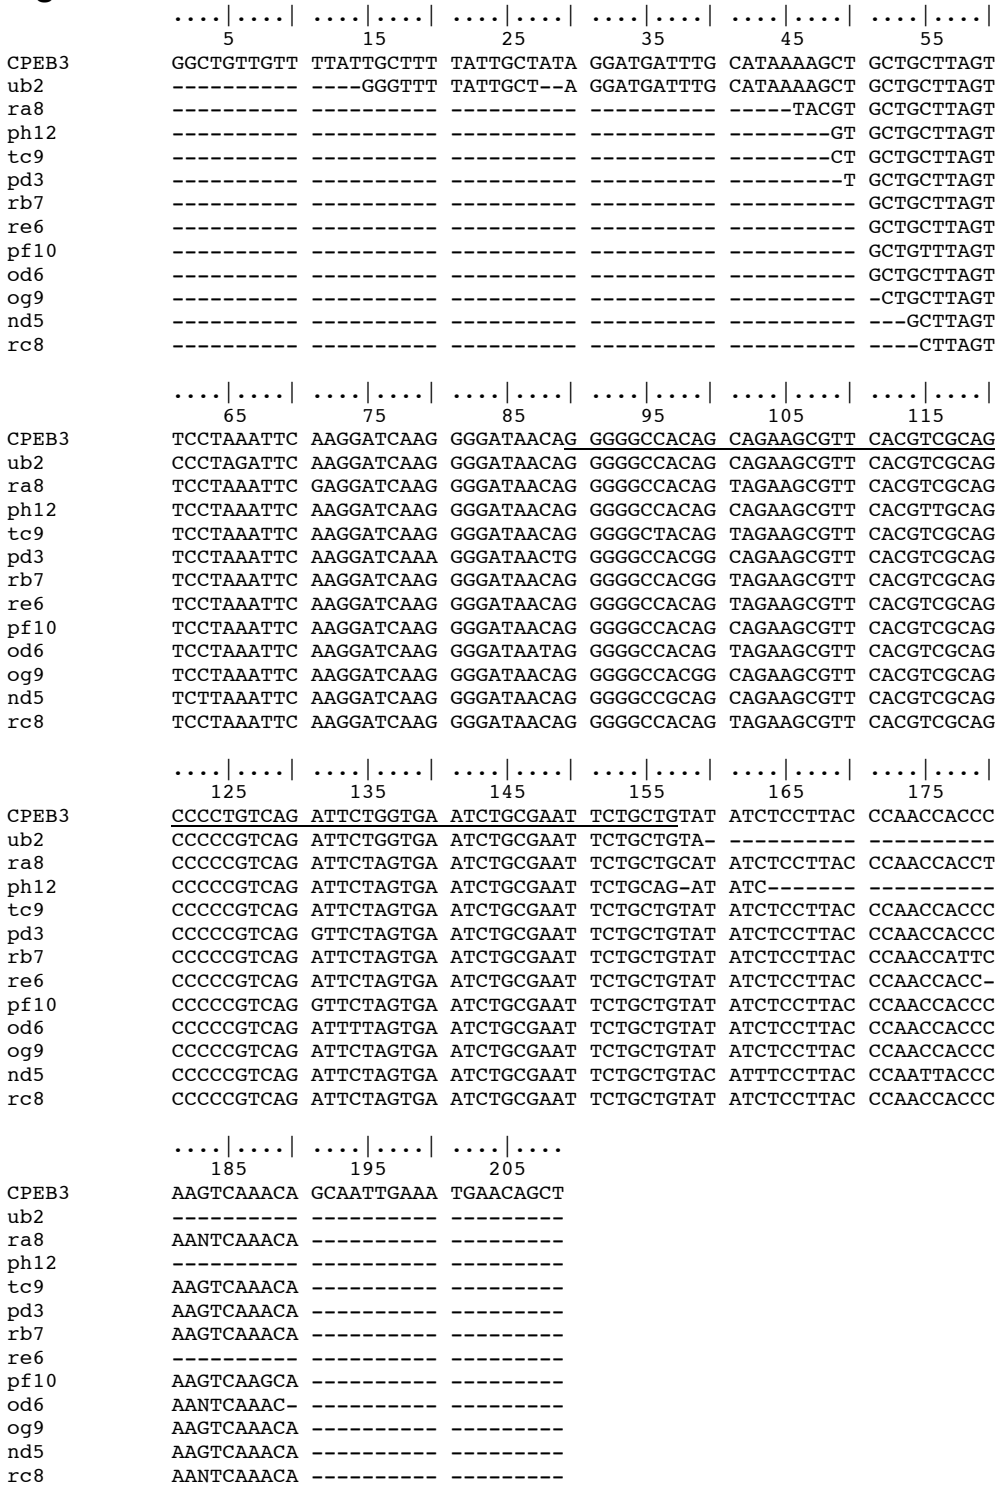 ....|....| ....|....| ....|....| ....|....| ....|....| ....|....|
5 15 25 35 45 55
CPEB3 GGCTGTTGTT TTATTGCTTT TATTGCTATA GGATGATTTG CATAAAAGCT GCTGCTTAGT
ub2 ---------- ----GGGTTT TATTGCT--A GGATGATTTG CATAAAAGCT GCTGCTTAGT
ra8 ---------- ---------- ---------- ---------- -----TACGT GCTGCTTAGT
ph12 ---------- ---------- ---------- ---------- --------GT GCTGCTTAGT
tc9 ---------- ---------- ---------- ---------- --------CT GCTGCTTAGT
pd3 ---------- ---------- ---------- ---------- ---------T GCTGCTTAGT
rb7 ---------- ---------- ---------- ---------- ---------- GCTGCTTAGT
re6 ---------- ---------- ---------- ---------- ---------- GCTGCTTAGT
pf10 ---------- ---------- ---------- ---------- ---------- GCTGTTTAGT
od6 ---------- ---------- ---------- ---------- ---------- GCTGCTTAGT
og9 ---------- ---------- ---------- ---------- ---------- -CTGCTTAGT
nd5 ---------- ---------- ---------- ---------- ---------- ---GCTTAGT
rc8 ---------- ---------- ---------- ---------- ---------- ----CTTAGT
....|....| ....|....| ....|....| ....|....| ....|....| ....|....|
65 75 85 95 105 115
CPEB3 TCCTAAATTC AAGGATCAAG GGGATAACAG GGGGCCACAG CAGAAGCGTT CACGTCGCAG
ub2 CCCTAGATTC AAGGATCAAG GGGATAACAG GGGGCCACAG CAGAAGCGTT CACGTCGCAG
ra8 TCCTAAATTC GAGGATCAAG GGGATAACAG GGGGCCACAG TAGAAGCGTT CACGTCGCAG
ph12 TCCTAAATTC AAGGATCAAG GGGATAACAG GGGGCCACAG CAGAAGCGTT CACGTTGCAG
tc9 TCCTAAATTC AAGGATCAAG GGGATAACAG GGGGCTACAG TAGAAGCGTT CACGTCGCAG
pd3 TCCTAAATTC AAGGATCAAA GGGATAACTG GGGGCCACGG CAGAAGCGTT CACGTCGCAG
rb7 TCCTAAATTC AAGGATCAAG GGGATAACAG GGGGCCACGG TAGAAGCGTT CACGTCGCAG
re6 TCCTAAATTC AAGGATCAAG GGGATAACAG GGGGCCACAG TAGAAGCGTT CACGTCGCAG
pf10 TCCTAAATTC AAGGATCAAG GGGATAACAG GGGGCCACAG CAGAAGCGTT CACGTCGCAG
od6 TCCTAAATTC AAGGATCAAG GGGATAATAG GGGGCCACAG TAGAAGCGTT CACGTCGCAG
og9 TCCTAAATTC AAGGATCAAG GGGATAACAG GGGGCCACGG CAGAAGCGTT CACGTCGCAG
nd5 TCTTAAATTC AAGGATCAAG GGGATAACAG GGGGCCGCAG CAGAAGCGTT CACGTCGCAG
rc8 TCCTAAATTC AAGGATCAAG GGGATAACAG GGGGCCACAG TAGAAGCGTT CACGTCGCAG
....|....| ....|....| ....|....| ....|....| ....|....| ....|....|
125 135 145 155 165 175
CPEB3 CCCCTGTCAG ATTCTGGTGA ATCTGCGAAT TCTGCTGTAT ATCTCCTTAC CCAACCACCC
ub2 CCCCCGTCAG ATTCTGGTGA ATCTGCGAAT TCTGCTGTA- ---------- ----------
ra8 CCCCCGTCAG ATTCTAGTGA ATCTGCGAAT TCTGCTGCAT ATCTCCTTAC CCAACCACCT
ph12 CCCCCGTCAG ATTCTAGTGA ATCTGCGAAT TCTGCAG-AT ATC------- ----------
tc9 CCCCCGTCAG ATTCTAGTGA ATCTGCGAAT TCTGCTGTAT ATCTCCTTAC CCAACCACCC
pd3 CCCCCGTCAG GTTCTAGTGA ATCTGCGAAT TCTGCTGTAT ATCTCCTTAC CCAACCACCC
rb7 CCCCCGTCAG ATTCTAGTGA ATCTGCGAAT TCTGCTGTAT ATCTCCTTAC CCAACCATTC
re6 CCCCCGTCAG ATTCTAGTGA ATCTGCGAAT TCTGCTGTAT ATCTCCTTAC CCAACCACC-
pf10 CCCCCGTCAG GTTCTAGTGA ATCTGCGAAT TCTGCTGTAT ATCTCCTTAC CCAACCACCC
od6 CCCCCGTCAG ATTTTAGTGA ATCTGCGAAT TCTGCTGTAT ATCTCCTTAC CCAACCACCC
og9 CCCCCGTCAG ATTCTAGTGA ATCTGCGAAT TCTGCTGTAT ATCTCCTTAC CCAACCACCC
nd5 CCCCCGTCAG ATTCTAGTGA ATCTGCGAAT TCTGCTGTAC ATTTCCTTAC CCAATTACCC
rc8 CCCCCGTCAG ATTCTAGTGA ATCTGCGAAT TCTGCTGTAT ATCTCCTTAC CCAACCACCC
....|....| ....|....| ....|....
185 195 205
CPEB3 AAGTCAAACA GCAATTGAAA TGAACAGCT
ub2 ---------- ---------- ---------
ra8 AANTCAAACA ---------- ---------
ph12 ---------- ---------- ---------
tc9 AAGTCAAACA ---------- ---------
pd3 AAGTCAAACA ---------- ---------
rb7 AAGTCAAACA ---------- ---------
re6 ---------- ---------- ---------
pf10 AAGTCAAGCA ---------- ---------
od6 AANTCAAAC- ---------- ---------
og9 AAGTCAAACA ---------- ---------
nd5 AAGTCAAACA ---------- ---------
rc8 AANTCAAACA ---------- ---------